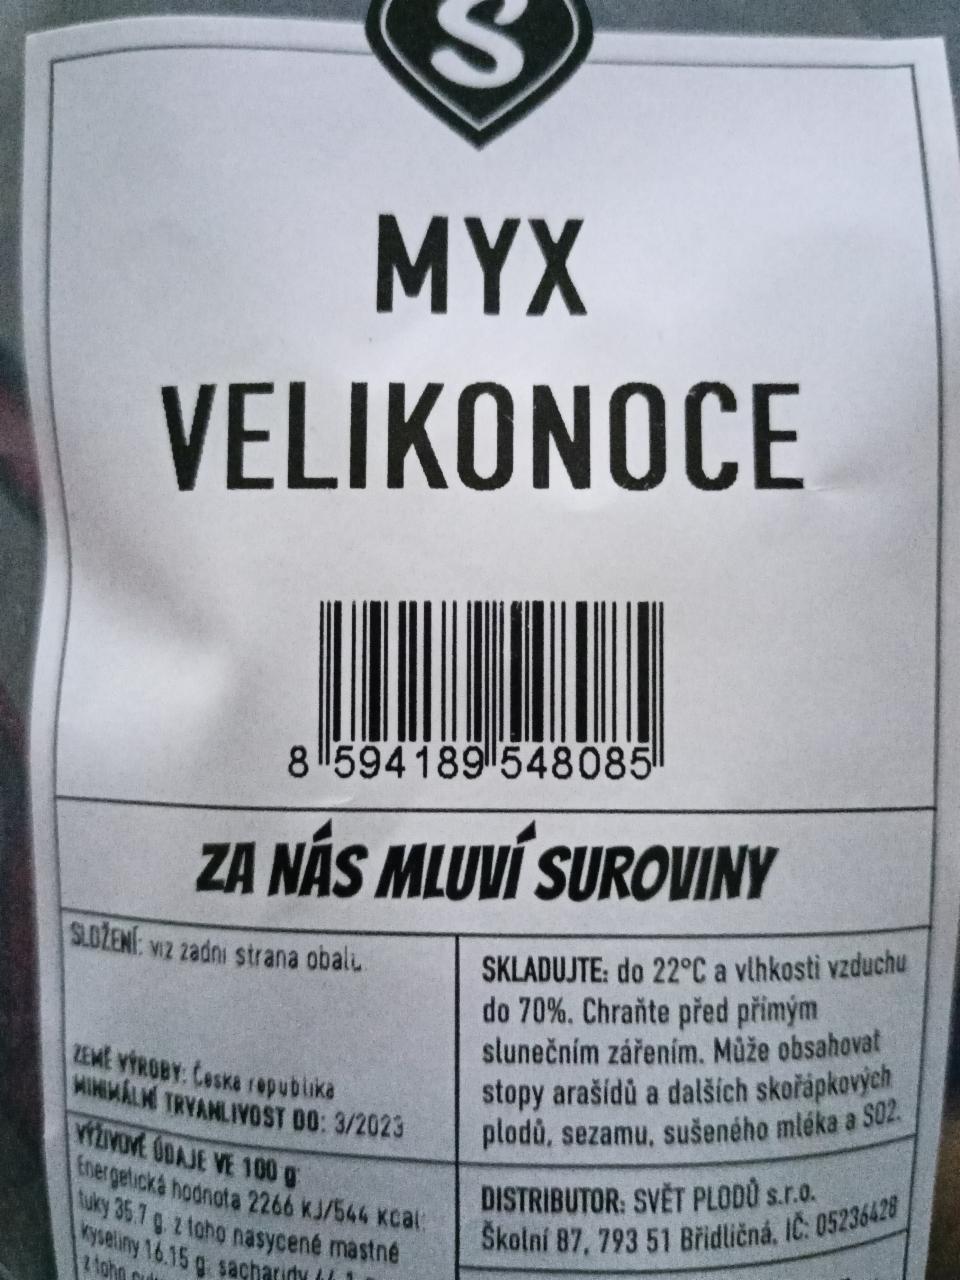 S
MYX
VELIKONOCE
8 594189 548085
ZA NÁS MLUVÍ SUROVINY
SLOŽENÍ: viz zadní strana obalu
ZEMĚ VÝROBY: Česká republika
MINIMÁLNÍ TRVANLIVOST DO: 3/2023
VÝŽIVOVÉ ÚDAJE VE 100 g:
Energetická hodnota 2266 KJ/544 kcal;
tuky 35,7 g, z toho nasycené mastné
kyseliny 16,15 g, sacharidy
z toho
SKLADUJTE: do 22°C a vlhkosti vzduchu
do 70%. Chraňte před přímým
slunečním zářením. Může obsahovat
stopy arašídů a dalších skořápkových
plodů, sezamu, sušeného mléka a SO2.
DISTRIBUTOR: SVĚT PLODŮ s.r.o.
Školní 87, 793 51 Břidličná, IČ: 05236428